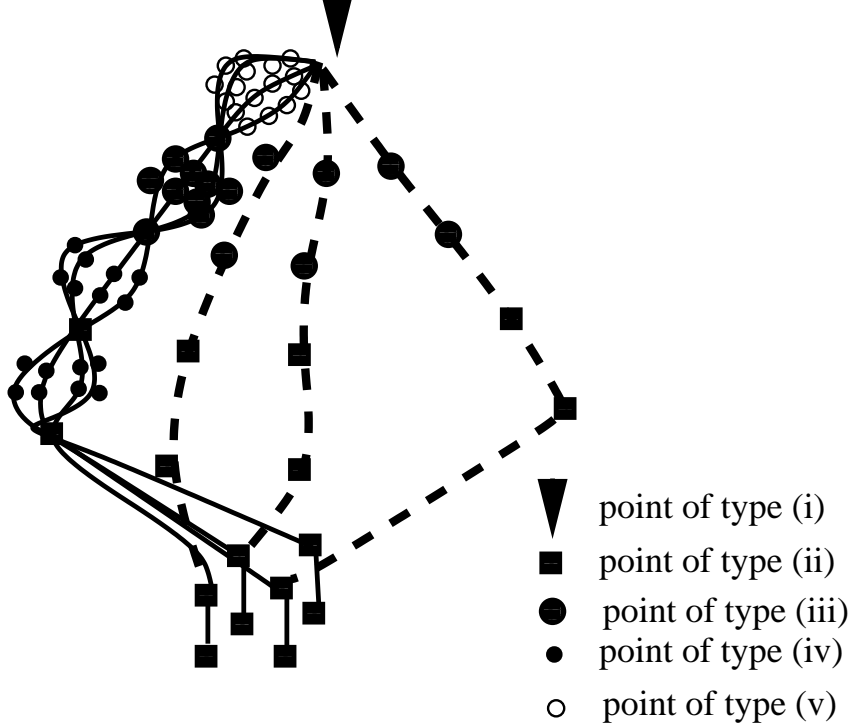 point of type (i)
point of type (ii)
point of type (iii)
point of type (iv)
point of type (v)